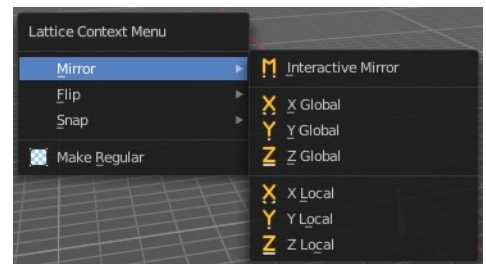 Lattice Context Menu
Mirror
Flip
Snap
Make Regular
M Interactive Mirror
X X Global
Y Y Global
Z Z Global
X X Local
Y Y Local
Z Z Local